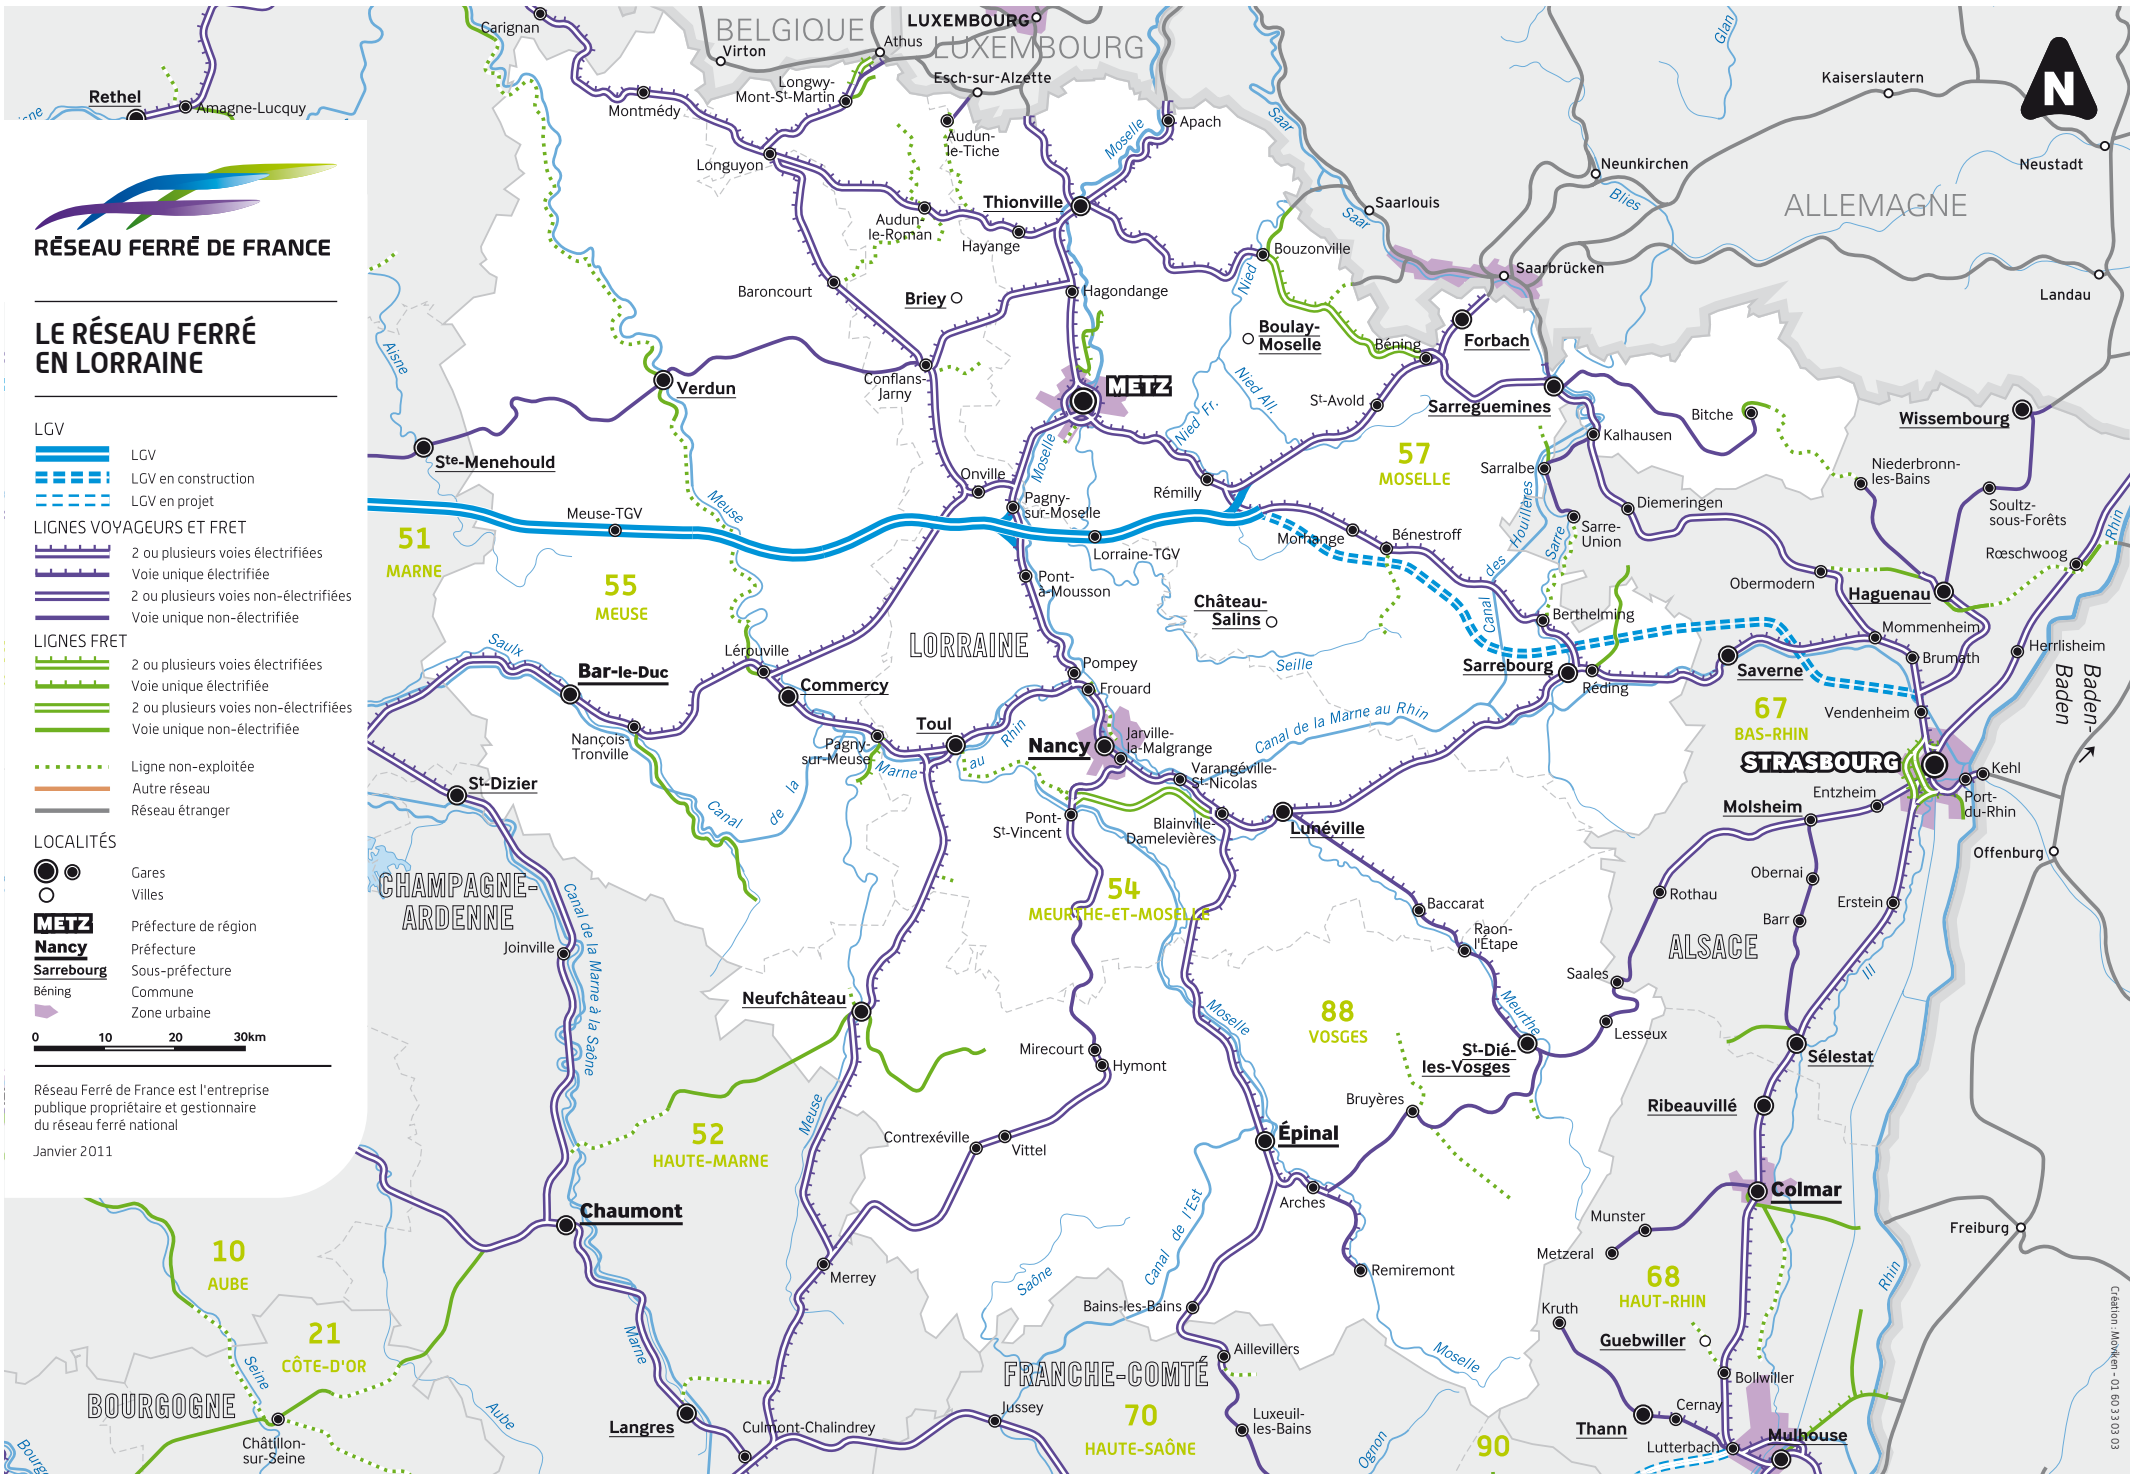 RÉSEAU FERRÉ DE FRANCE
LE RÉSEAU FERRÉ
EN LORRAINE
LGV
LGV
LGV en construction
LGV en projet
LIGNES VOYAGEURS ET FRET
2 ou plusieurs voies électrifiées
Voie unique électrifiée
2 ou plusieurs voies non-électrifiées
Voie unique non-électrifiée
LIGNES FRET
2 ou plusieurs voies électrifiées
Voie unique électrifiée
2 ou plusieurs voies non-électrifiées
Voie unique non-électrifiée
Ligne non-exploitée
Autre réseau
Réseau étranger
LOCALITÉS
Gares
Villes
METZ Préfecture de région
Nancy Préfecture
Sarrebourg Sous-préfecture
Béning Commune
Zone urbaine
0 10 20 30km
Réseau Ferré de France est l'entreprise
publique propriétaire et gestionnaire
du réseau ferré national
Janvier 2011
N
Carignan
BELGIQUE
Virton
LUXEMBOURG
LUXEMBOURG
Athus
Esch-sur-Alzette
Longwy-
Mont-St-Martin
Rethel
Amagne-Lucquy
Montmédy
Audun-
le-Tiche
Moselle
Apach
Saar
Glan
Kaiserslautern
Neunkirchen
Neustadt
Blies
ALLEMAGNE
Longuyon
Thionville
Audun-
le-Roman
Hayange
Saarlouis
Saar
Bouzonville
Saarbrücken
Landau
Nied
Baroncourt
Briey
Hagondange
Boulay-
Moselle
Forbach
Béning
Aisne
Verdun
Conflans-
Jarny
METZ
Nied All.
Nied Fr.
St-Avold
Sarreguemines
Bitche
Wissembourg
Kalhausen
Ste-Menehould
Moselle
57
MOSELLE
Sarralbe
Niederbronn-
les-Bains
Onville
Pagny-
sur-Moselle
Rémilly
Diemeringen
Soultz-
sous-Forêts
Meuse
Meuse-TGV
Lorraine-TGV
Morhange
Bénestroff
Canal des Houillères
Sarre
Sarre-
Union
Rœschwoog
Rhin
51
MARNE
55
MEUSE
Pont-
à-Mousson
Château-
Salins
Obermodern
Haguenau
Berthelming
Mommenheim
Herrlisheim
LORRAINE
Saulx
Lérouville
Pompey
Seille
Sarrebourg
Réding
Saverne
Brumath
Baden
Baden-
Bar-le-Duc
Commercy
Frouard
67
BAS-RHIN
Vendenheim
Canal de la Marne au Rhin
Nançois-
Tronville
Pagny-
sur-Meuse
Toul
Nancy
Jarville-
la-Malgrange
Varangéville-
St-Nicolas
STRASBOURG
Kehl
Port-
du-Rhin
Entzheim
Molsheim
Canal de la Marne au Rhin
St-Dizier
Pont-
St-Vincent
Blainville-
Damelevières
Lunéville
Offenburg
CHAMPAGNE-
ARDENNE
54
MEURTHE-ET-MOSELLE
Obernai
Rothau
Barr
Erstein
ALSACE
Baccarat
Raon-
l'Étape
Joinville
Canal de la Marne à la Saône
Saales
Ill
Neufchâteau
Moselle
88
VOSGES
Meurthe
Lesseux
St-Dié-
les-Vosges
Sélestat
Mirecourt
Hymont
Bruyères
Ribeauvillé
Meuse
52
HAUTE-MARNE
Contrexéville
Vittel
Épinal
Colmar
Arches
Chaumont
Canal de l'Est
Munster
Metzeral
Freiburg
10
AUBE
Merrey
Saône
Remiremont
68
HAUT-RHIN
Rhin
Bains-les-Bains
Kruth
Guebwiller
21
CÔTE-D'OR
Marne
Aillevillers
Moselle
Seine
FRANCHE-COMTÉ
Bollwiller
BOURGOGNE
Aube
Langres
Culmont-Chalindrey
Jussey
70
HAUTE-SAÔNE
Luxeuil-
les-Bains
Ognon
90
Thann
Cernay
Lutterbach
Mulhouse
Châtillon-
sur-Seine
Création : Moviken - 01 60 33 03 03